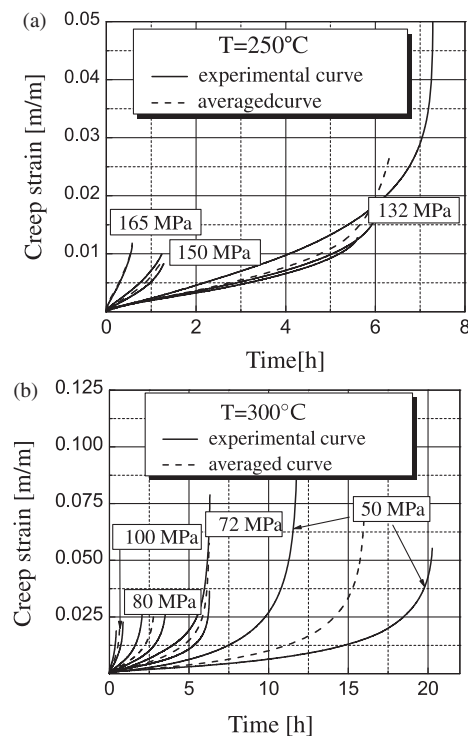 (a)
T=250°C
experimental curve
averagedcurve
Creep strain [m/m]
0.05
0.04
0.03
0.02
0.01
165 MPa
150 MPa
132 MPa
0 2 4 6 8
Time[h]
(b)
T=300°C
experimental curve
averaged curve
Creep strain [m/m]
0.125
0.100
0.075
0.050
0.025
100 MPa
72 MPa
50 MPa
80 MPa
0 5 10 15 20
Time [h]